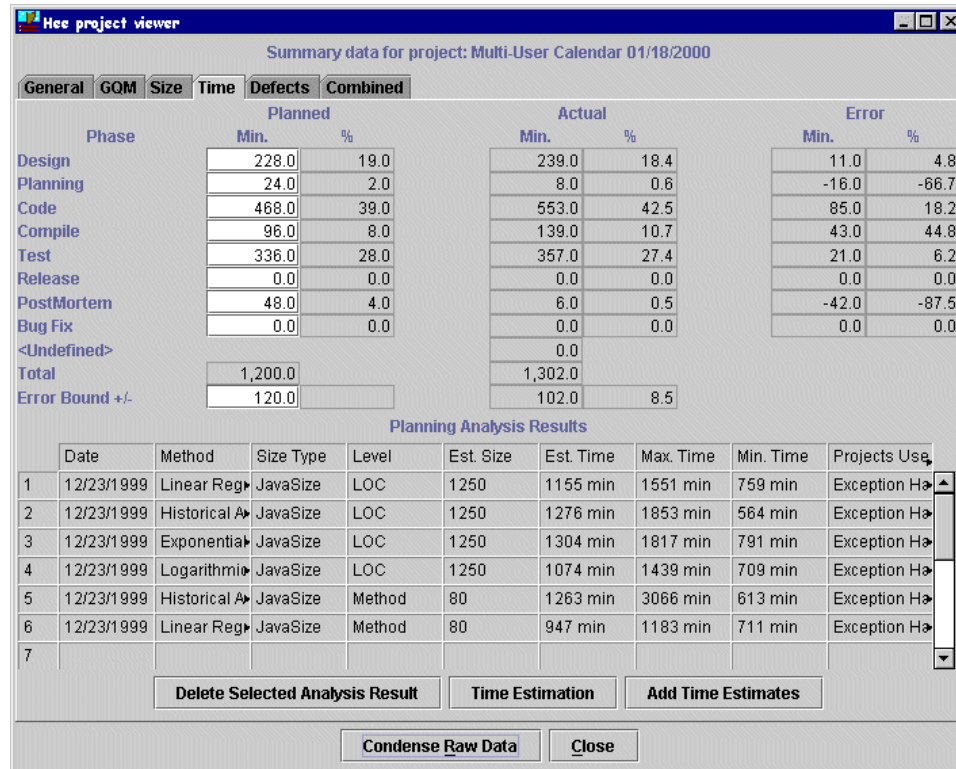 Hee project viewer
Summary data for project: Multi-User Calendar 01/18/2000
General GQM Size Time Defects Combined
Planned Actual Error
Phase Min. % Min. % Min. %
Design 228.0 19.0 239.0 18.4 11.0 4.8
Planning 24.0 2.0 8.0 0.6 -16.0 -66.7
Code 468.0 39.0 553.0 42.5 85.0 18.2
Compile 96.0 8.0 139.0 10.7 43.0 44.8
Test 336.0 28.0 357.0 27.4 21.0 6.2
Release 0.0 0.0 0.0 0.0 0.0 0.0
PostMortem 48.0 4.0 6.0 0.5 -42.0 -87.5
Bug Fix 0.0 0.0 0.0 0.0 0.0 0.0
<Undefined> 0.0
Total 1,200.0 1,302.0
Error Bound +/- 120.0 102.0 8.5
Planning Analysis Results
Date Method Size Type Level Est. Size Est. Time Max. Time Min. Time Projects Use
1 12/23/1999 Linear Reg JavaSize LOC 1250 1155 min 1551 min 759 min Exception Ha
2 12/23/1999 Historical A JavaSize LOC 1250 1276 min 1853 min 564 min Exception Ha
3 12/23/1999 Exponential JavaSize LOC 1250 1304 min 1817 min 791 min Exception Ha
4 12/23/1999 Logarithmic JavaSize LOC 1250 1074 min 1439 min 709 min Exception Ha
5 12/23/1999 Historical A JavaSize Method 80 1263 min 3066 min 613 min Exception Ha
6 12/23/1999 Linear Reg JavaSize Method 80 947 min 1183 min 711 min Exception Ha
7
Delete Selected Analysis Result Time Estimation Add Time Estimates
Condense Raw Data Close